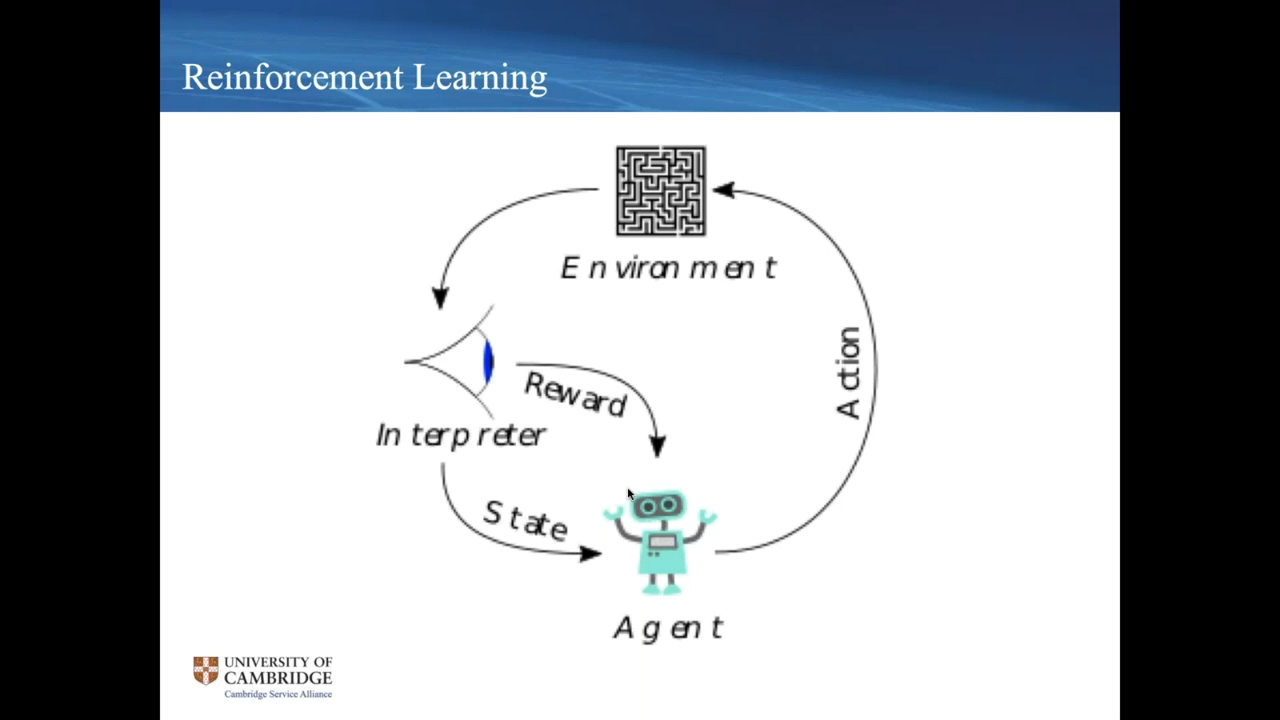 Reinforcement Learning
Environment
Action
Reward
Interpreter
State
Agent
UNIVERSITY OF
CAMBRIDGE
Cambridge Service Alliance